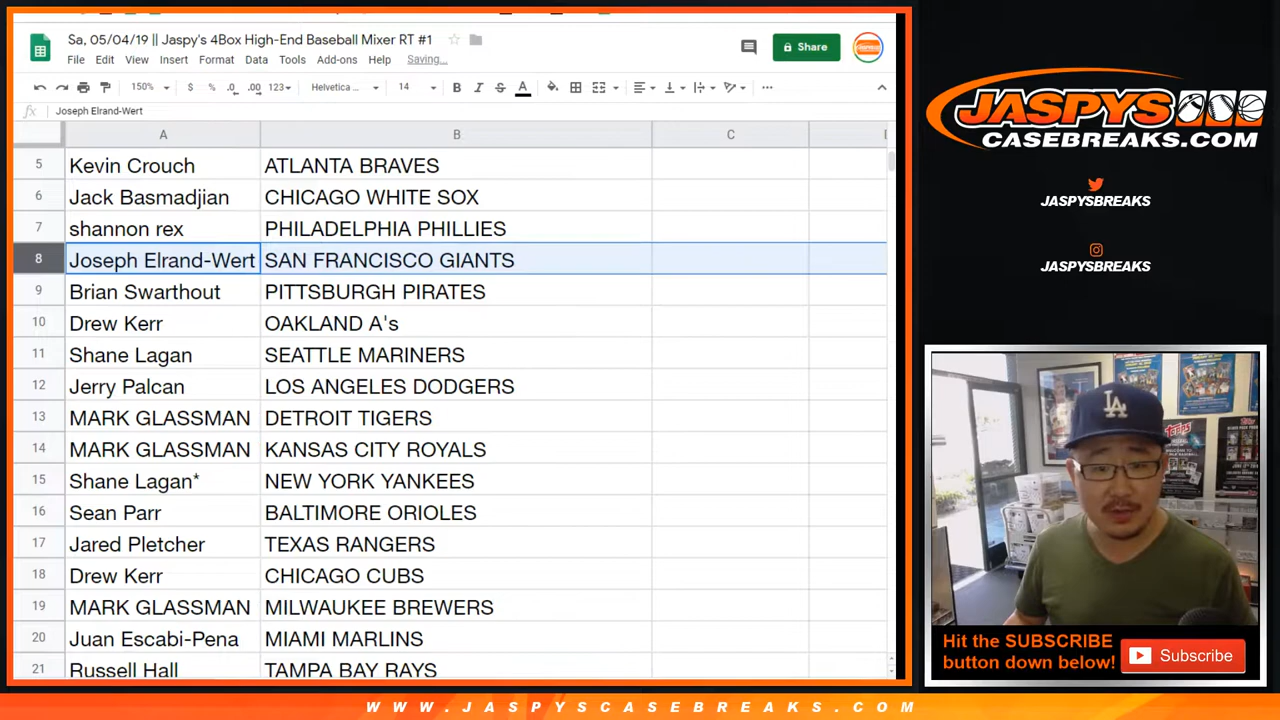 Sa, 05/04/19 || Jaspy's 4Box High-End Baseball Mixer RT #1
File Edit View Insert Format Data Tools Add-ons Help Saving...
Share
150% $ % .0 .00 123 Helvetica ... 14 B I S A
fx Joseph Elrand-Wert
A B C
5 Kevin Crouch ATLANTA BRAVES
6 Jack Basmadjian CHICAGO WHITE SOX
7 shannon rex PHILADELPHIA PHILLIES
8 Joseph Elrand-Wert SAN FRANCISCO GIANTS
9 Brian Swarthout PITTSBURGH PIRATES
10 Drew Kerr OAKLAND A's
11 Shane Lagan SEATTLE MARINERS
12 Jerry Palcan LOS ANGELES DODGERS
13 MARK GLASSMAN DETROIT TIGERS
14 MARK GLASSMAN KANSAS CITY ROYALS
15 Shane Lagan* NEW YORK YANKEES
16 Sean Parr BALTIMORE ORIOLES
17 Jared Pletcher TEXAS RANGERS
18 Drew Kerr CHICAGO CUBS
19 MARK GLASSMAN MILWAUKEE BREWERS
20 Juan Escabi-Pena MIAMI MARLINS
21 Russell Hall TAMPA BAY RAYS
JASPYS
CASEBREAKS.COM
JASPYSBREAKS
JASPYSBREAKS
LA
topps
Hit the SUBSCRIBE
button down below!
Subscribe
WWW.JASPYSCASEBREAKS.COM